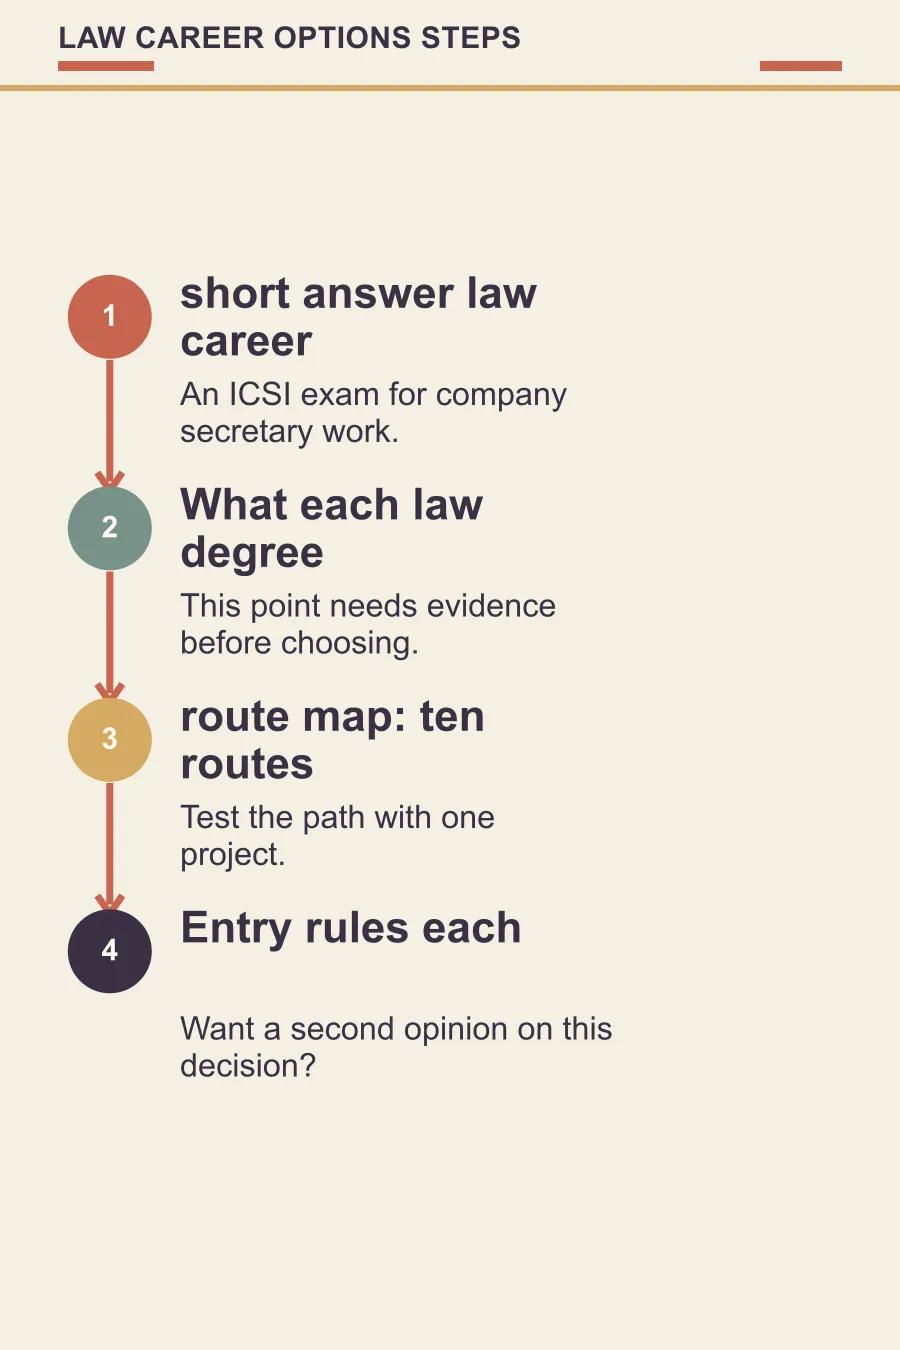 LAW CAREER OPTIONS STEPS
1
short answer law
career
An ICSI exam for company
secretary work.
2
What each law
degree
This point needs evidence
before choosing.
3
route map: ten
routes
Test the path with one
project.
4
Entry rules each
Want a second opinion on this
decision?